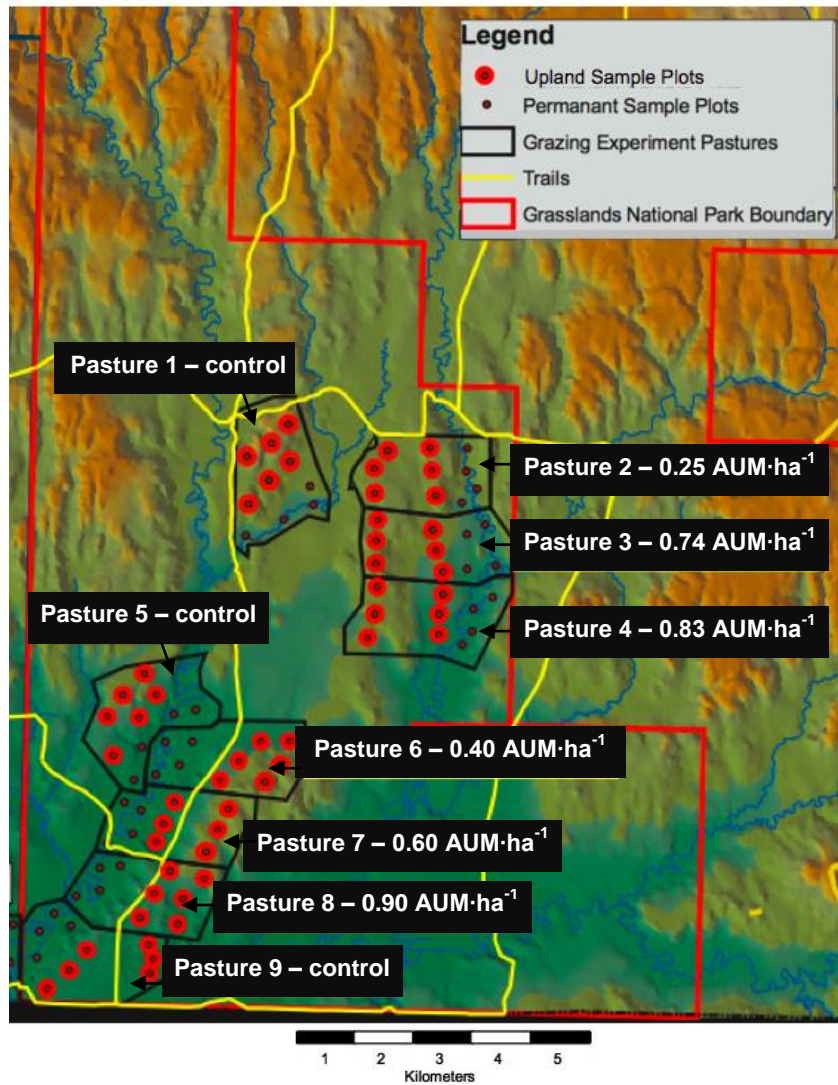 Legend
Upland Sample Plots
Permanant Sample Plots
Grazing Experiment Pastures
Trails
Grasslands National Park Boundary
Pasture 1 – control
Pasture 2 – 0.25 AUM·ha⁻¹
Pasture 3 – 0.74 AUM·ha⁻¹
Pasture 5 – control
Pasture 4 – 0.83 AUM·ha⁻¹
Pasture 6 – 0.40 AUM·ha⁻¹
Pasture 7 – 0.60 AUM·ha⁻¹
Pasture 8 – 0.90 AUM·ha⁻¹
Pasture 9 – control
1 2 3 4 5
Kilometers